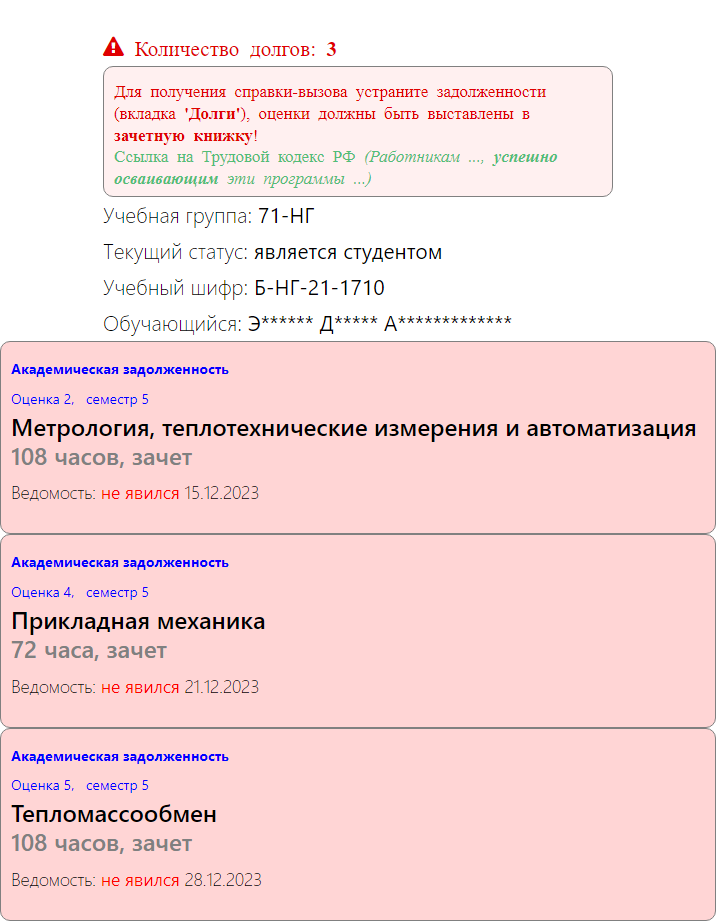 Количество долгов: 3
Для получения справки-вызова устраните задолженности
(вкладка 'Долги'), оценки должны быть выставлены в
зачетную книжку!
Ссылка на Трудовой кодекс РФ (Работникам ..., успешно
осваивающим эти программы ...)
Учебная группа: 71-НГ
Текущий статус: является студентом
Учебный шифр: Б-НГ-21-1710
Обучающийся: Э****** Д***** А*************
Академическая задолженность
Оценка 2, семестр 5
Метрология, теплотехнические измерения и автоматизация
108 часов, зачет
Ведомость: не явился 15.12.2023
Академическая задолженность
Оценка 4, семестр 5
Прикладная механика
72 часа, зачет
Ведомость: не явился 21.12.2023
Академическая задолженность
Оценка 5, семестр 5
Тепломассообмен
108 часов, зачет
Ведомость: не явился 28.12.2023